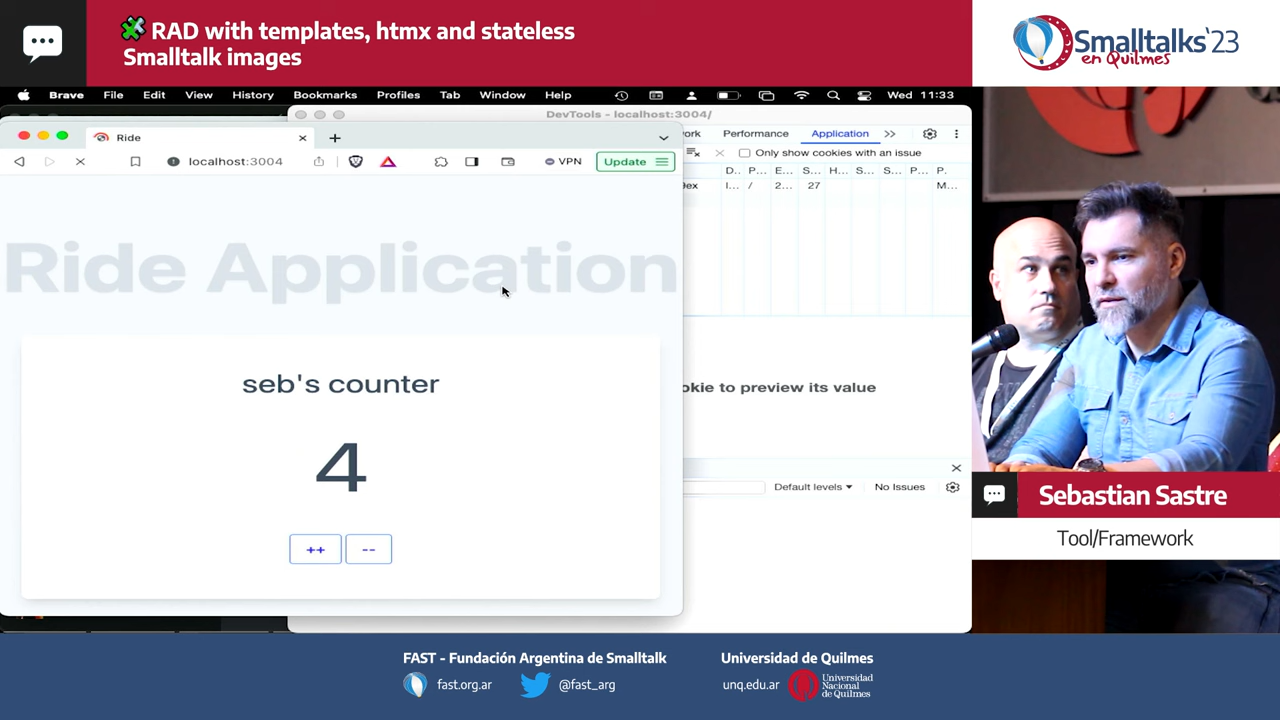 RAD with templates, htmx and stateless
Smalltalk images
Smalltalks'23
en Quilmes
Brave File Edit View History Bookmarks Profiles Tab Window Help Wed 11:33
DevTools - localhost:3004/
Ride
Performance Application
localhost:3004
VPN
Update
Only show cookies with an issue
D... P... E... S... H... S... S... P... P.
I... / 2... 27 M...
Ride Application
seb's counter
4
++ --
okie to preview its value
Default levels
No Issues
Sebastian Sastre
Tool/Framework
FAST - Fundación Argentina de Smalltalk
fast.org.ar
@fast_arg
Universidad de Quilmes
unq.edu.ar
Universidad
Nacional
de Quilmes